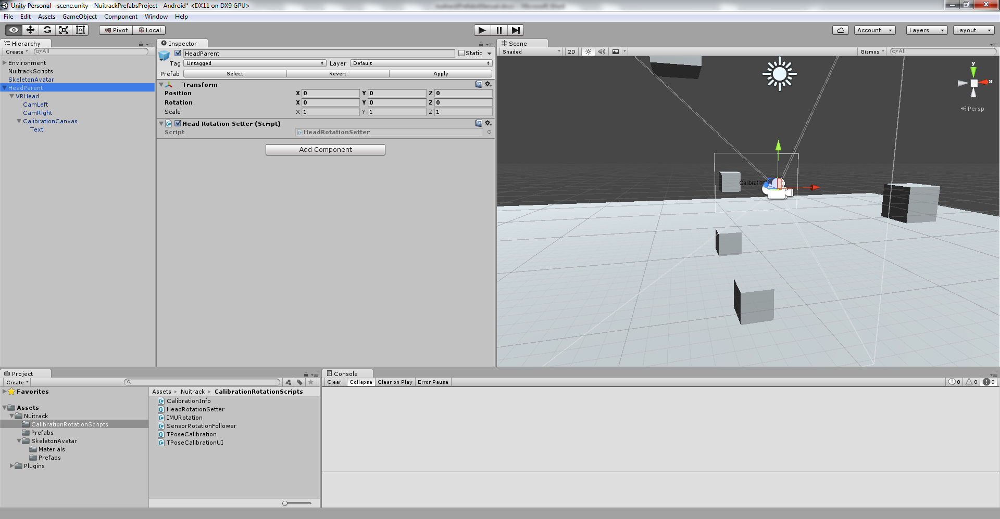 Unity Personal - scene.unity - NuitrackPrefabsProject - Android* <DX11 on DX9 GPU>
File Edit Assets GameObject Component Window Help
Pivot Local Account Layers Layout
Hierarchy
Create All
Environment
NuitrackScripts
SkeletonAvatar
HeadParent
VRHead
CamLeft
CamRight
CalibrationCanvas
Text
Inspector
HeadParent Static
Tag Untagged Layer Default
Prefab Select Revert Apply
Transform
Position X 0 Y 0 Z 0
Rotation X 0 Y 0 Z 0
Scale X 1 Y 1 Z 1
Head Rotation Setter (Script)
Script HeadRotationSetter
Add Component
Scene
Shaded 2D Gizmos All
y
x
Persp
Calibration
Project
Create
Favorites
Assets
Nuitrack
CalibrationRotationScripts
Prefabs
SkeletonAvatar
Materials
Prefabs
Plugins
Assets Nuitrack CalibrationRotationScripts
CalibrationInfo
HeadRotationSetter
IMURotation
SensorRotationFollower
TPoseCalibration
TPoseCalibrationUI
Console
Clear Collapse Clear on Play Error Pause 0 0 0